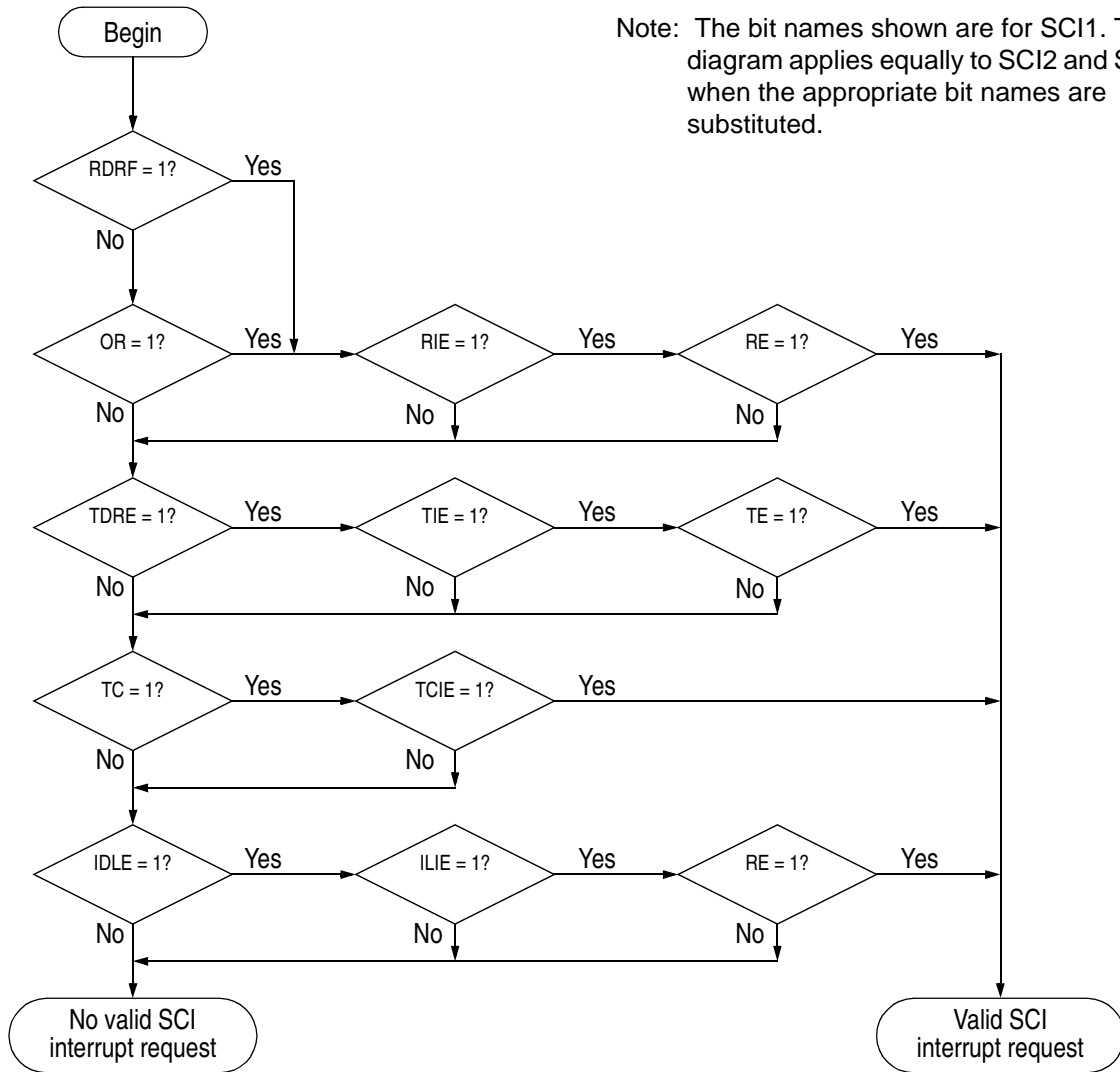 Begin
Note: The bit names shown are for SCI1.
diagram applies equally to SCI2 and
when the appropriate bit names are
substituted.
RDRF = 1?
Yes
No
OR = 1?
Yes
RIE = 1?
Yes
RE = 1?
Yes
No
No
No
TDRE = 1?
Yes
TIE = 1?
Yes
TE = 1?
Yes
No
No
No
TC = 1?
Yes
TCIE = 1?
Yes
No
No
IDLE = 1?
Yes
ILIE = 1?
Yes
RE = 1?
Yes
No
No
No
No valid SCI
interrupt request
Valid SCI
interrupt request